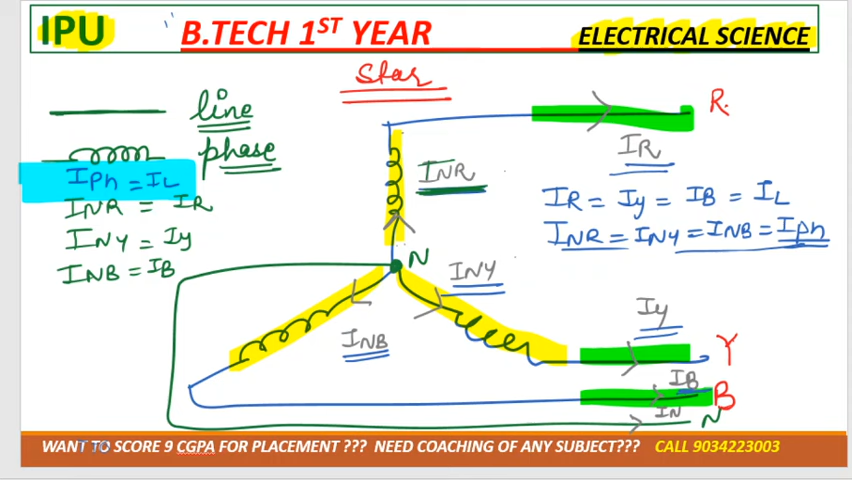 IPU
B.TECH 1ST YEAR
ELECTRICAL SCIENCE
Star
line
phase
IPh = IL
INR = IR
INY = Iy
INB = IB
R
IR
INR
IR = Iy = IB = IL
INR = INY = INB = Iph
N
INY
INB
Iy
Y
IB
B
IN
N
WANT TO SCORE 9 CGPA FOR PLACEMENT ??? NEED COACHING OF ANY SUBJECT??? CALL 9034223003